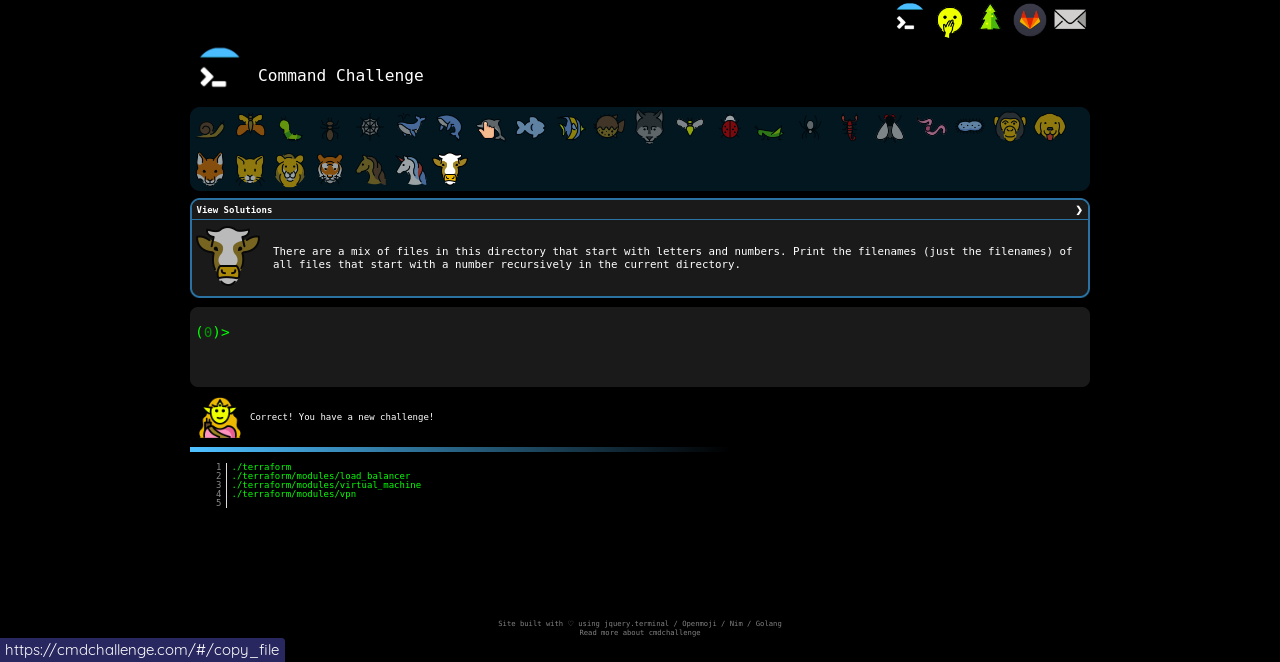 Command Challenge
View Solutions
There are a mix of files in this directory that start with letters and numbers. Print the filenames (just the filenames) of
all files that start with a number recursively in the current directory.
(0)>
Correct! You have a new challenge!
1 ./terraform
2 ./terraform/modules/load_balancer
3 ./terraform/modules/virtual_machine
4 ./terraform/modules/vpn
5
Site built with ♡ using jquery.terminal / Openmoji / Nim / Golang
Read more about cmdchallenge
https://cmdchallenge.com/#/copy_file